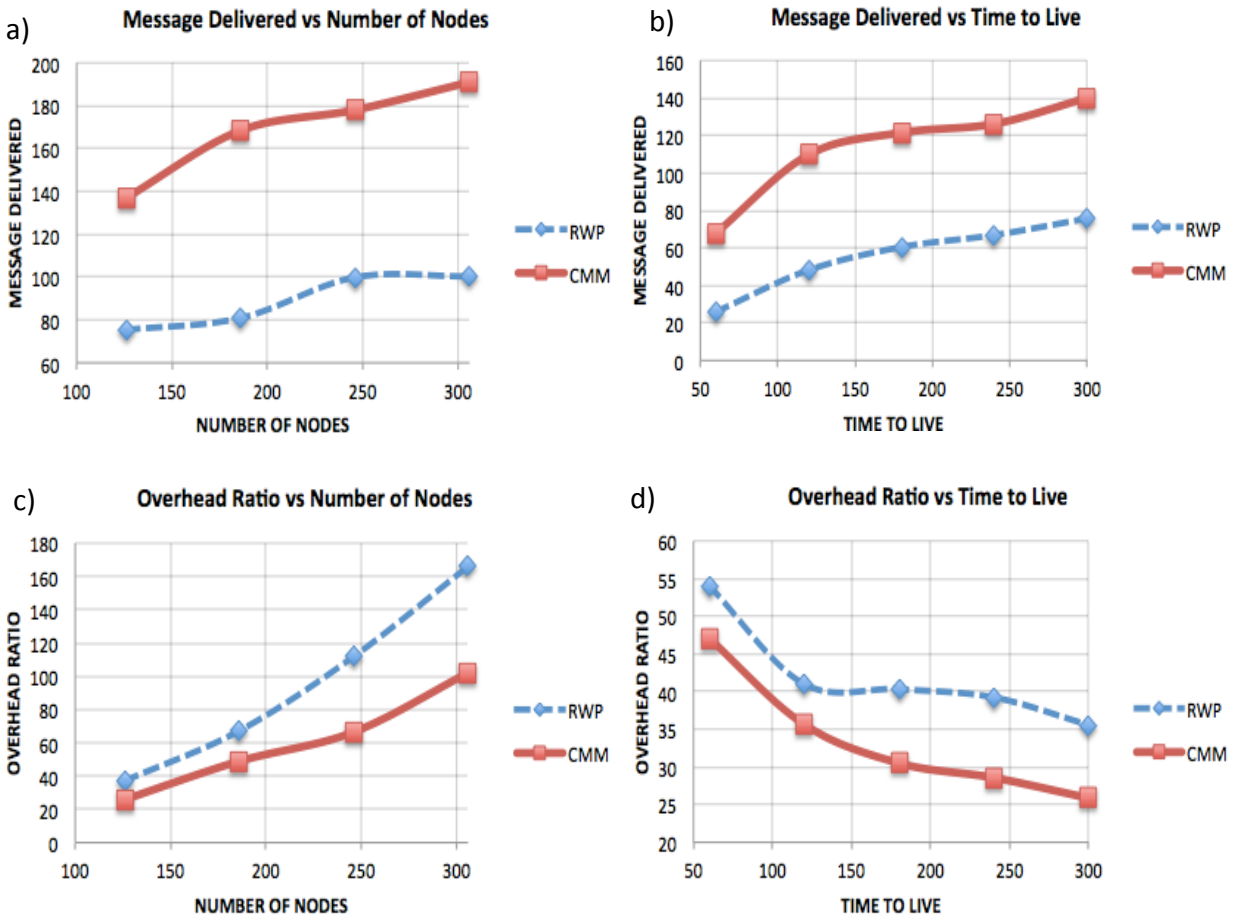 a)
Message Delivered vs Number of Nodes
MESSAGE DELIVERED
200
180
160
140
120
100
80
60
100 150 200 250 300
NUMBER OF NODES
RWP
CMM
b)
Message Delivered vs Time to Live
MESSAGE DELIVERED
160
140
120
100
80
60
40
20
0
50 100 150 200 250 300
TIME TO LIVE
RWP
CMM
c)
Overhead Ratio vs Number of Nodes
OVERHEAD RATIO
180
160
140
120
100
80
60
40
20
0
100 150 200 250 300
NUMBER OF NODES
RWP
CMM
d)
Overhead Ratio vs Time to Live
OVERHEAD RATIO
60
55
50
45
40
35
30
25
20
50 100 150 200 250 300
TIME TO LIVE
RWP
CMM